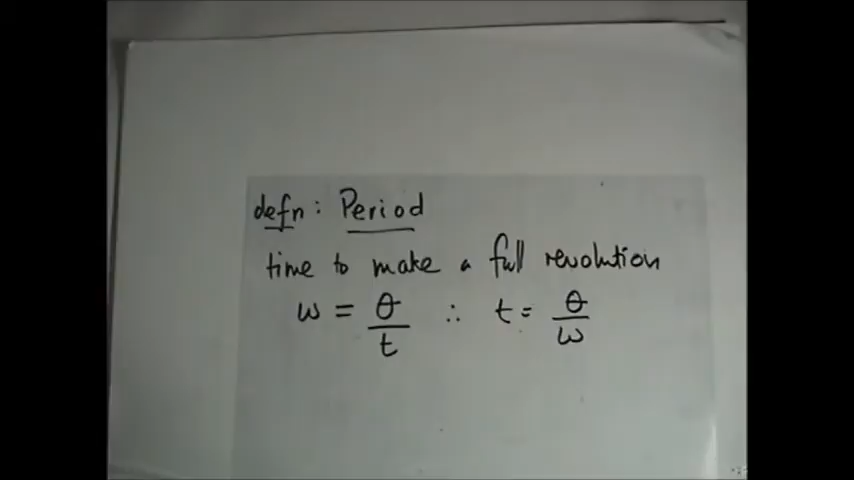 defn: Period
time to make a full revolution
ω = θ/t ∴ t = θ/ω